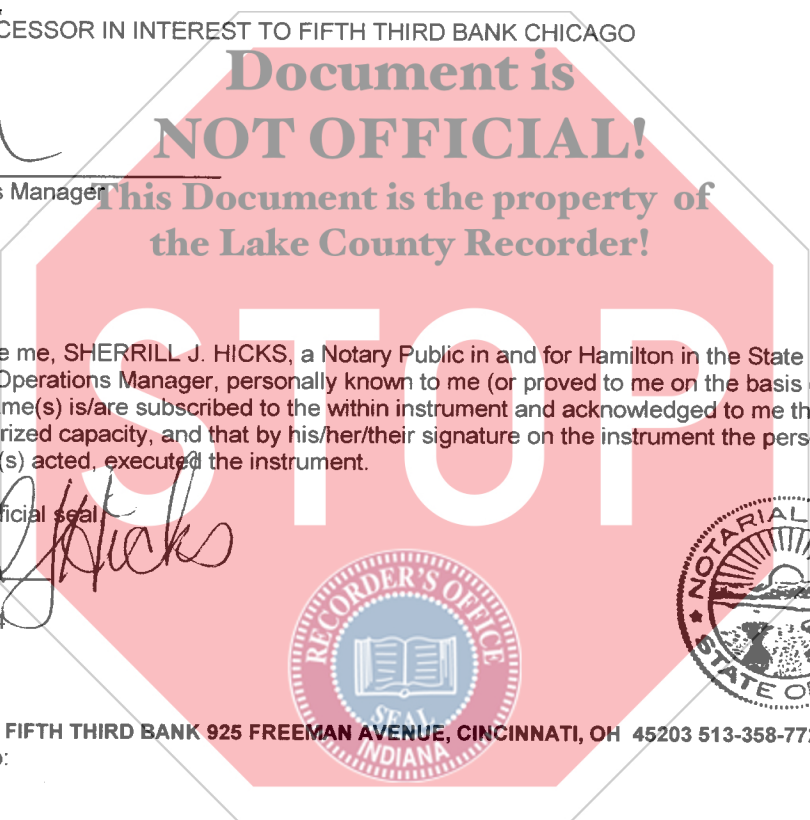 CESSOR IN INTEREST TO FIFTH THIRD BANK CHICAGO
Document is
NOT OFFICIAL!
s Manager
This Document is the property of
the Lake County Recorder!
STOP
e me, SHERRILL J. HICKS, a Notary Public in and for Hamilton in the State
Operations Manager, personally known to me (or proved to me on the basis
me(s) is/are subscribed to the within instrument and acknowledged to me th
rized capacity, and that by his/her/their signature on the instrument the pers
(s) acted, executed the instrument.
ficial seal
J Hicks
NOTARIAL
STATE OF
RECORDER'S OFFICE
SEAL
INDIANA
FIFTH THIRD BANK 925 FREEMAN AVENUE, CINCINNATI, OH 45203 513-358-77